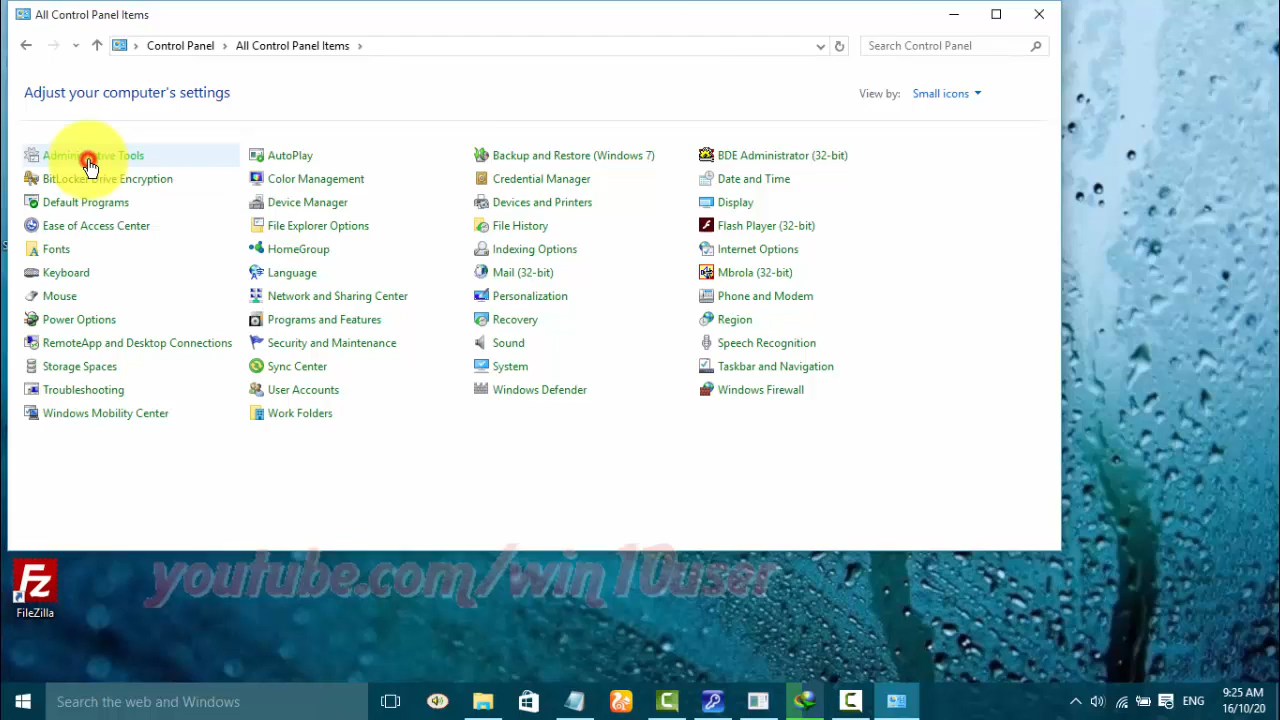 All Control Panel Items
Control Panel > All Control Panel Items >
Search Control Panel
Adjust your computer's settings
View by: Small icons
Administrative Tools
AutoPlay
Backup and Restore (Windows 7)
BDE Administrator (32-bit)
BitLocker Drive Encryption
Color Management
Credential Manager
Date and Time
Default Programs
Device Manager
Devices and Printers
Display
Ease of Access Center
File Explorer Options
File History
Flash Player (32-bit)
Fonts
HomeGroup
Indexing Options
Internet Options
Keyboard
Language
Mail (32-bit)
Mbrola (32-bit)
Mouse
Network and Sharing Center
Personalization
Phone and Modem
Power Options
Programs and Features
Recovery
Region
RemoteApp and Desktop Connections
Security and Maintenance
Sound
Speech Recognition
Storage Spaces
Sync Center
System
Taskbar and Navigation
Troubleshooting
User Accounts
Windows Defender
Windows Firewall
Windows Mobility Center
Work Folders
youtube.com/win10user
Fz
FileZilla
Search the web and Windows
ENG
9:25 AM
16/10/20